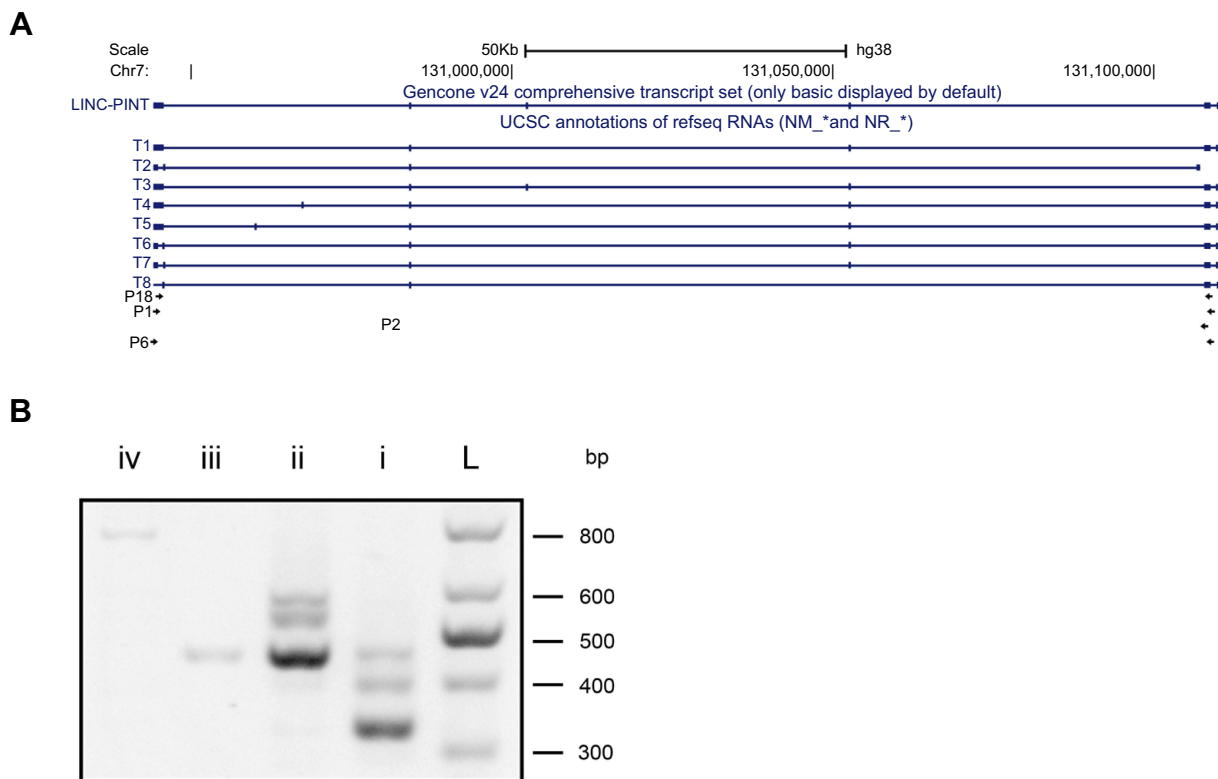 A
Scale 50Kb hg38
Chr7: 131,000,000 131,050,000 131,100,000
Gencone v24 comprehensive transcript set (only basic displayed by default)
LINC-PINT
UCSC annotations of refseq RNAs (NM_*and NR_*)
T1
T2
T3
T4
T5
T6
T7
T8
P18
P1
P2
P6
B
iv iii ii i L bp
800
600
500
400
300